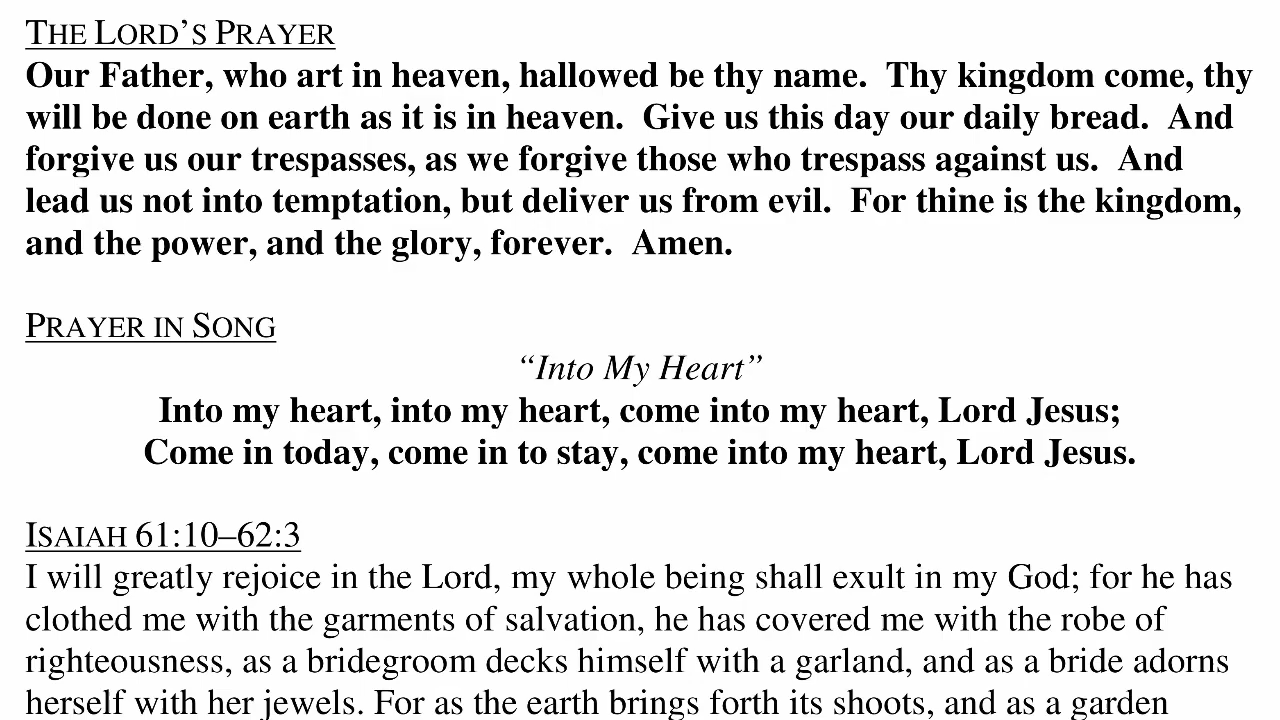 THE LORD’S PRAYER
Our Father, who art in heaven, hallowed be thy name.  Thy kingdom come, thy
will be done on earth as it is in heaven.  Give us this day our daily bread.  And
forgive us our trespasses, as we forgive those who trespass against us.  And
lead us not into temptation, but deliver us from evil.  For thine is the kingdom,
and the power, and the glory, forever.  Amen.
PRAYER IN SONG
“Into My Heart”
Into my heart, into my heart, come into my heart, Lord Jesus;
Come in today, come in to stay, come into my heart, Lord Jesus.
ISAIAH 61:10–62:3
I will greatly rejoice in the Lord, my whole being shall exult in my God; for he has
clothed me with the garments of salvation, he has covered me with the robe of
righteousness, as a bridegroom decks himself with a garland, and as a bride adorns
herself with her jewels. For as the earth brings forth its shoots, and as a garden